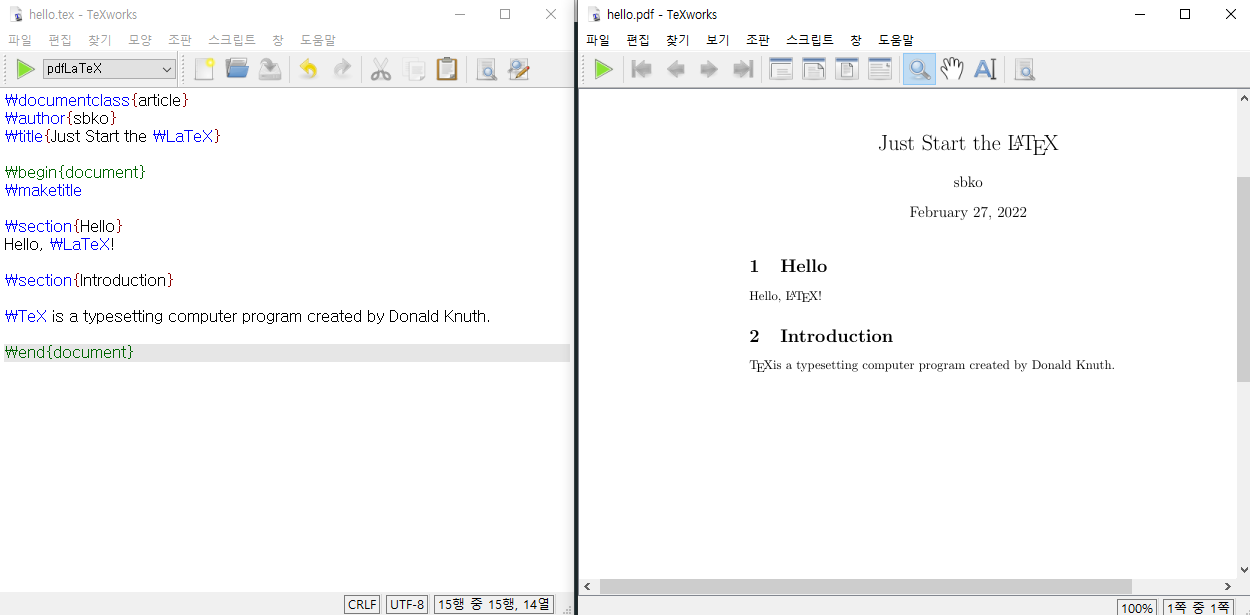 hello.tex - TeXworks
파일 편집 찾기 모양 조판 스크립트 창 도움말
pdfLaTeX
₩documentclass{article}
₩author{sbko}
₩title{Just Start the ₩LaTeX}
₩begin{document}
₩maketitle
₩section{Hello}
Hello, ₩LaTeX!
₩section{Introduction}
₩TeX is a typesetting computer program created by Donald Knuth.
₩end{document}
CRLF UTF-8 15행 중 15행, 14열
hello.pdf - TeXworks
파일 편집 찾기 보기 조판 스크립트 창 도움말
Just Start the LATEX
sbko
February 27, 2022
1 Hello
Hello, LATEX!
2 Introduction
TEXis a typesetting computer program created by Donald Knuth.
100% 1쪽 중 1쪽